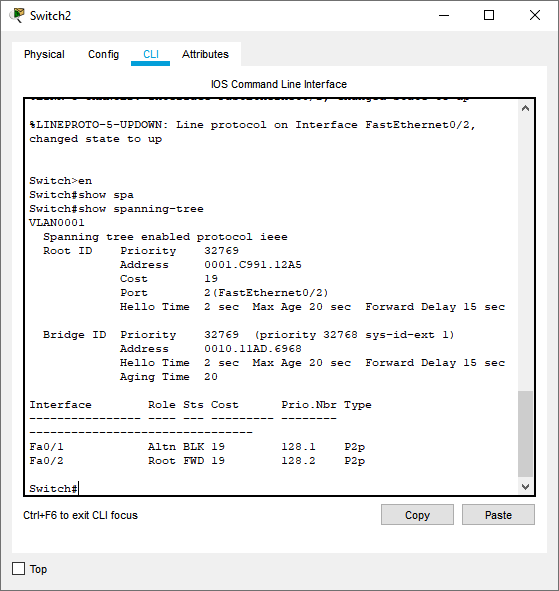 Switch2
Physical Config CLI Attributes
IOS Command Line Interface
%LINEPROTO-5-UPDOWN: Line protocol on Interface FastEthernet0/2,
changed state to up
Switch>en
Switch#show spa
Switch#show spanning-tree
VLAN0001
  Spanning tree enabled protocol ieee
  Root ID    Priority    32769
             Address     0001.C991.12A5
             Cost        19
             Port        2(FastEthernet0/2)
             Hello Time  2 sec  Max Age 20 sec  Forward Delay 15 sec
  Bridge ID  Priority    32769  (priority 32768 sys-id-ext 1)
             Address     0010.11AD.6968
             Hello Time  2 sec  Max Age 20 sec  Forward Delay 15 sec
             Aging Time  20
Interface        Role Sts Cost      Prio.Nbr Type
---------------- ---- --- --------- --------
--------------------------------
Fa0/1            Altn BLK 19        128.1    P2p
Fa0/2            Root FWD 19        128.2    P2p
Switch#
Ctrl+F6 to exit CLI focus
Copy Paste
Top